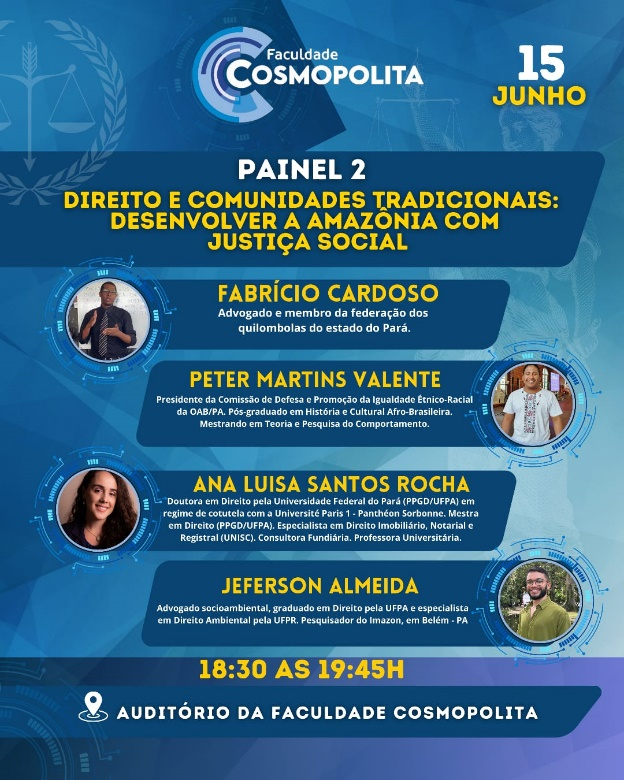 Faculdade
COSMOPOLITA
15
JUNHO
PAINEL 2
DIREITO E COMUNIDADES TRADICIONAIS:
DESENVOLVER A AMAZÔNIA COM
JUSTIÇA SOCIAL
FABRÍCIO CARDOSO
Advogado e membro da federação dos
quilombolas do estado do Pará.
PETER MARTINS VALENTE
Presidente da Comissão de Defesa e Promoção da Igualdade Étnico-Racial
da OAB/PA. Pós-graduado em História e Cultural Afro-Brasileira.
Mestrando em Teoria e Pesquisa do Comportamento.
ANA LUISA SANTOS ROCHA
Doutora em Direito pela Universidade Federal do Pará (PPGD/UFPA) em
regime de cotutela com a Université Paris 1 - Panthéon Sorbonne. Mestra
em Direito (PPGD/UFPA). Especialista em Direito Imobiliário, Notarial e
Registral (UNISC). Consultora Fundiária. Professora Universitária.
JEFERSON ALMEIDA
Advogado socioambiental, graduado em Direito pela UFPA e especialista
em Direito Ambiental pela UFPR. Pesquisador do Imazon, em Belém - PA
18:30 AS 19:45H
AUDITÓRIO DA FACULDADE COSMOPOLITA